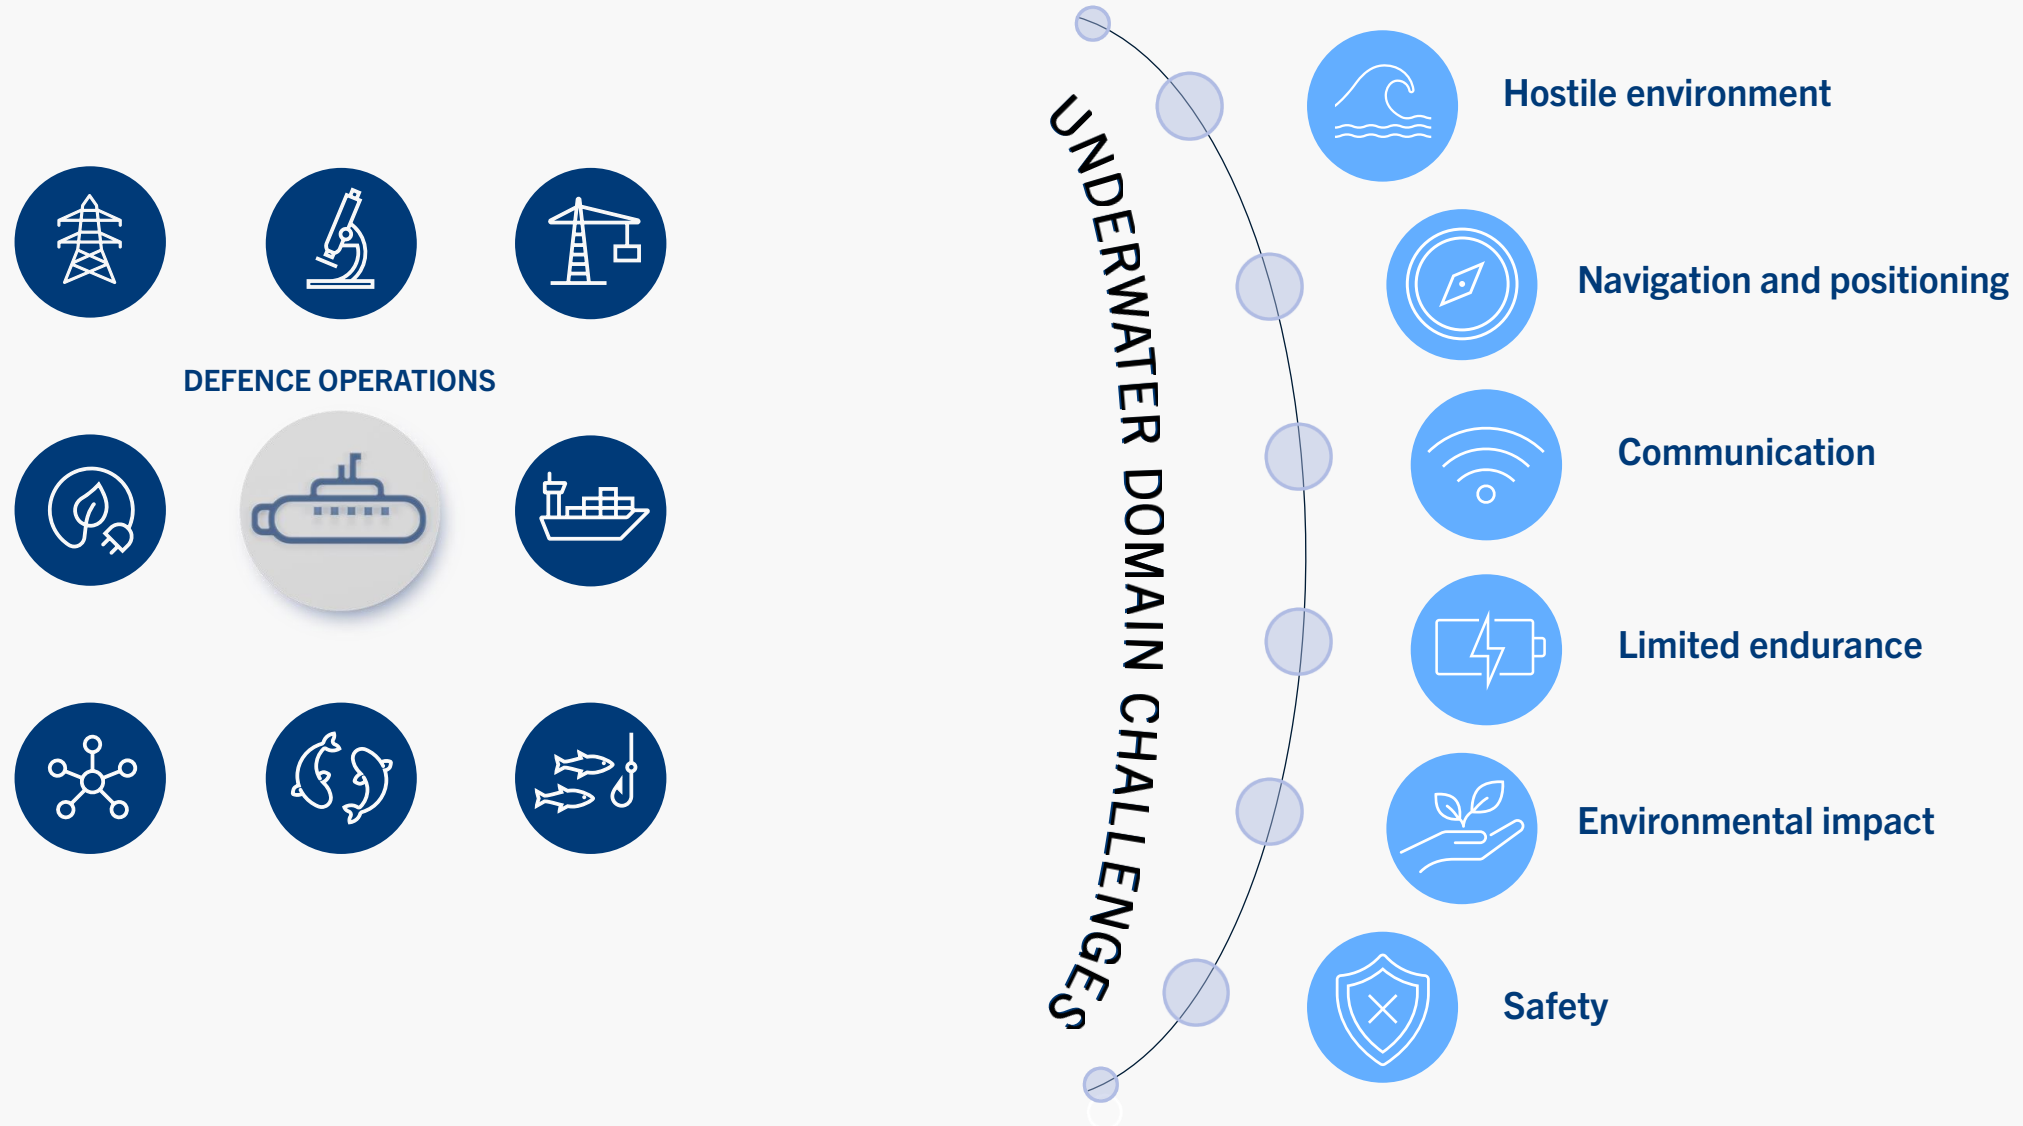 DEFENCE OPERATIONS
UNDERWATER DOMAIN CHALLENGES
Hostile environment
Navigation and positioning
Communication
Limited endurance
Environmental impact
Safety